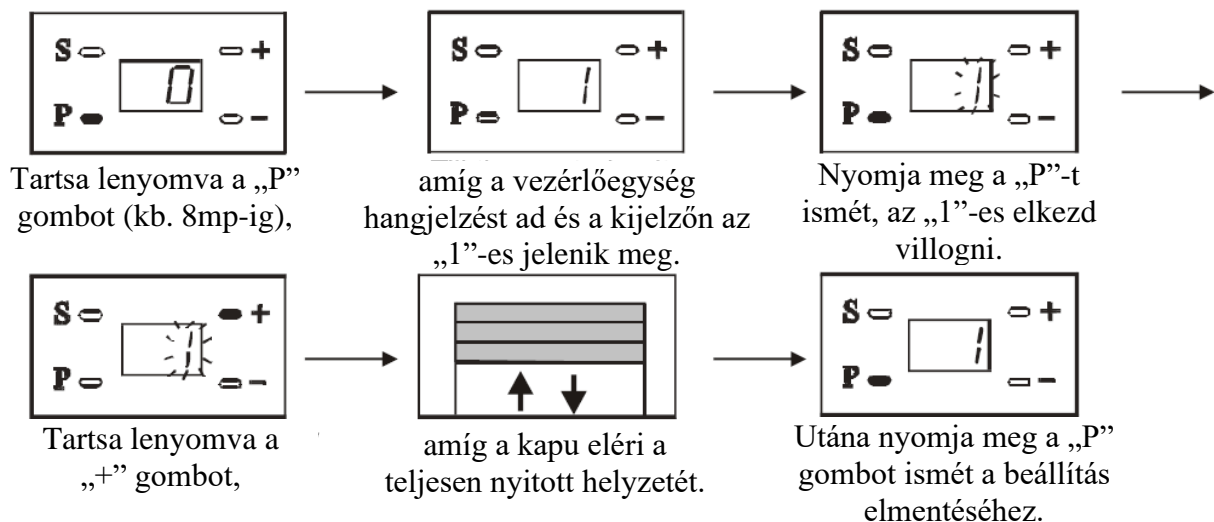 S +
0
P -
Tartsa lenyomva a „P”
gombot (kb. 8mp-ig),
S +
1
P -
amíg a vezérlőegység
hangjelzést ad és a kijelzőn az
„1”-es jelenik meg.
S +
1
P -
Nyomja meg a „P”-t
ismét, az „1”-es elkezd
villogni.
S +
1
P -
Tartsa lenyomva a
„+” gombot,
amíg a kapu eléri a
teljesen nyitott helyzetét.
S +
1
P -
Utána nyomja meg a „P”
gombot ismét a beállítás
elmentéséhez.